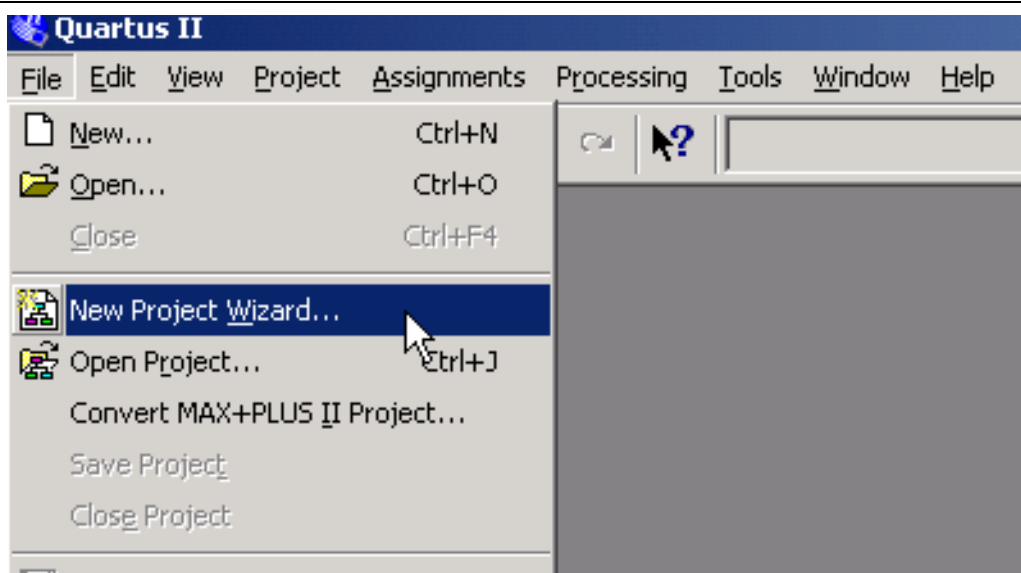 Quartus II
File Edit View Project Assignments Processing Tools Window Help
New... Ctrl+N
Open... Ctrl+O
Close Ctrl+F4
New Project Wizard...
Open Project... Ctrl+J
Convert MAX+PLUS II Project...
Save Project
Close Project